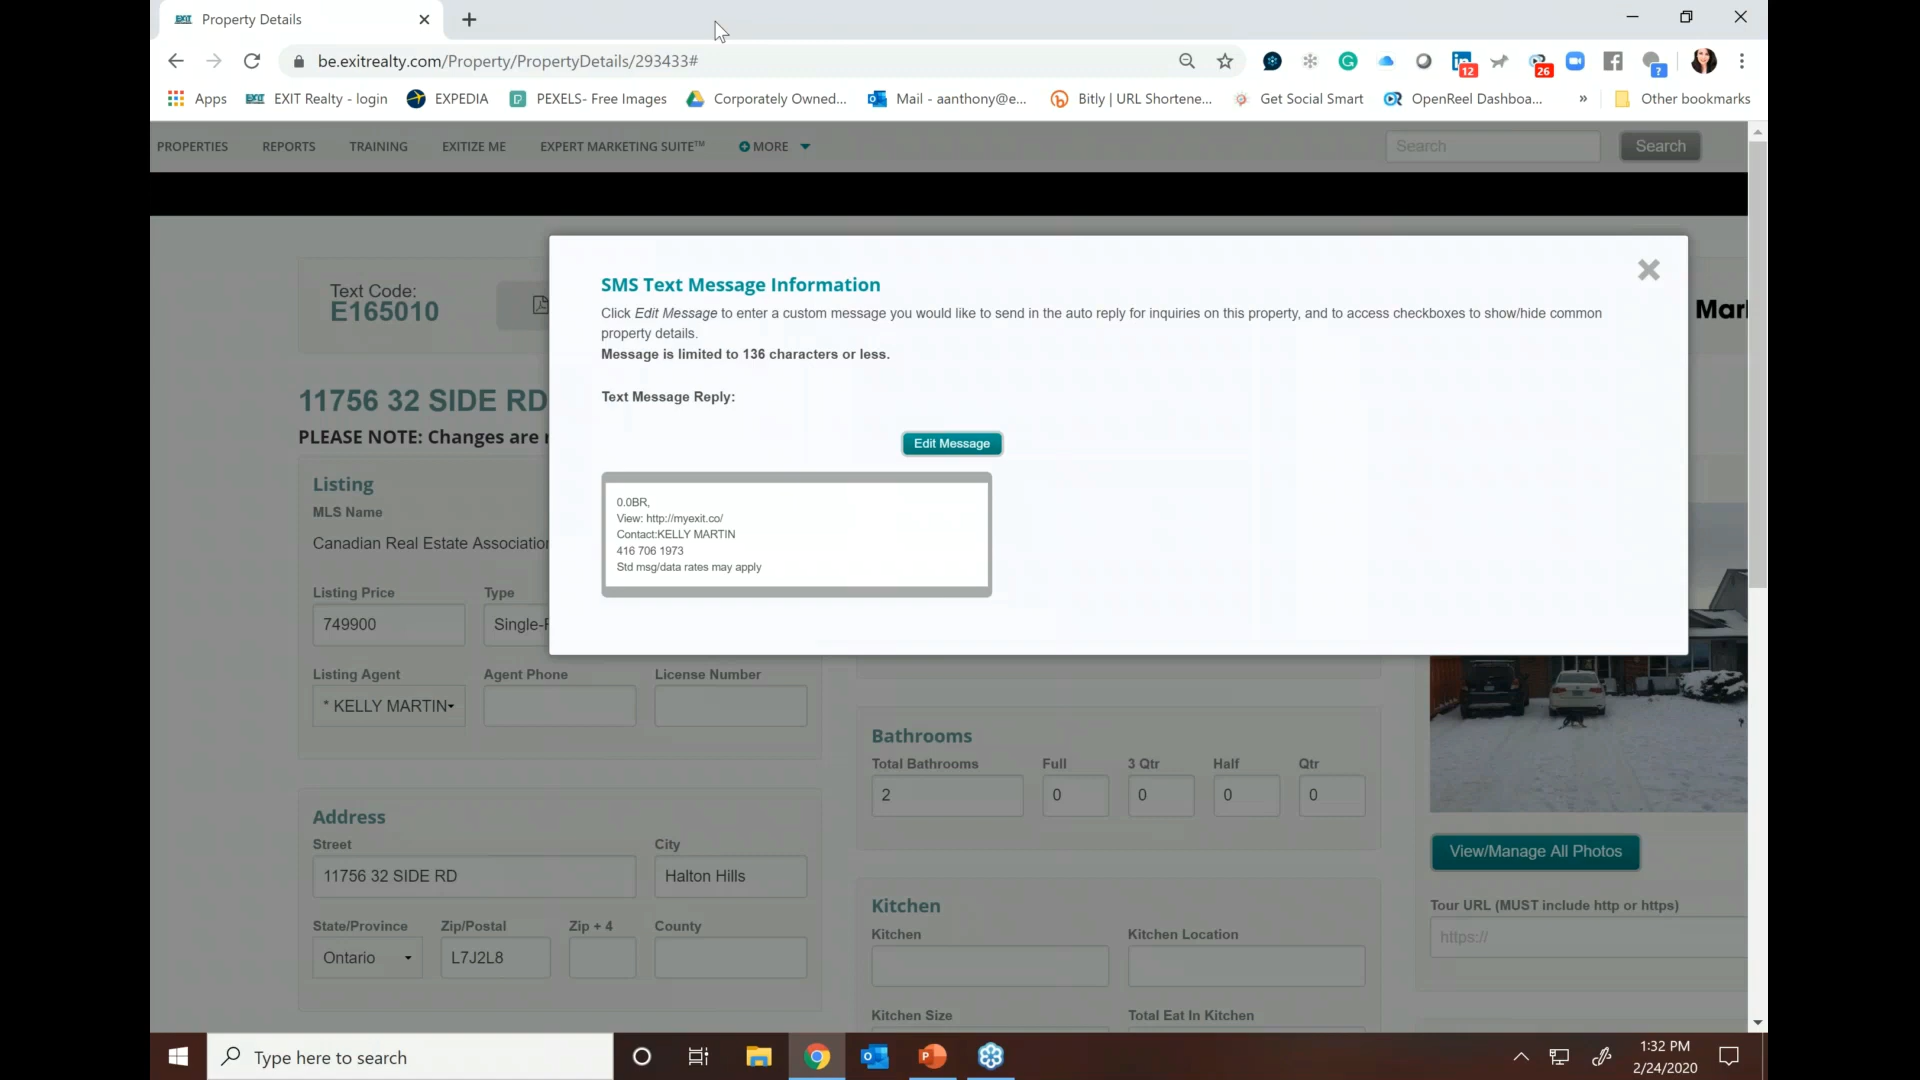 EXIT Property Details
be.exitrealty.com/Property/PropertyDetails/293433#
12
26
?
Apps
EXIT EXIT Realty - login
EXPEDIA
PEXELS- Free Images
Corporately Owned...
Mail - aanthony@e...
Bitly | URL Shortene...
Get Social Smart
OpenReel Dashboa...
»
Other bookmarks
PROPERTIES
REPORTS
TRAINING
EXITIZE ME
EXPERT MARKETING SUITE™
MORE
Search
Search
Text Code:
E165010
Mar
11756 32 SIDE RD
PLEASE NOTE: Changes are
SMS Text Message Information
Click Edit Message to enter a custom message you would like to send in the auto reply for inquiries on this property, and to access checkboxes to show/hide common
property details.
Message is limited to 136 characters or less.
Text Message Reply:
Edit Message
0.0BR,
View: http://myexit.co/
Contact:KELLY MARTIN
416 706 1973
Std msg/data rates may apply
Listing
MLS Name
Canadian Real Estate Association
Listing Price
Type
749900
Single-F
Listing Agent
Agent Phone
License Number
* KELLY MARTIN
Address
Street
City
11756 32 SIDE RD
Halton Hills
State/Province
Zip/Postal
Zip + 4
County
Ontario
L7J2L8
Bathrooms
Total Bathrooms
Full
3 Qtr
Half
Qtr
2
0
0
0
0
Kitchen
Kitchen
Kitchen Location
Kitchen Size
Total Eat In Kitchen
View/Manage All Photos
Tour URL (MUST include http or https)
https://
Type here to search
1:32 PM
2/24/2020